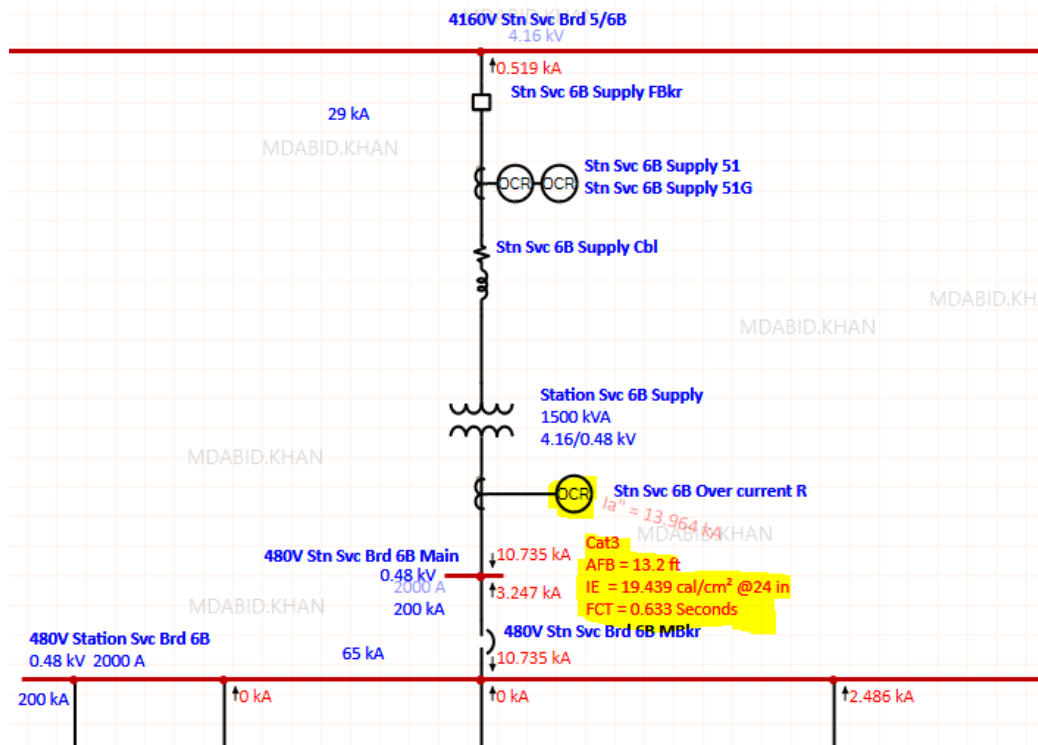 4160V Stn Svc Brd 5/6B
4.16 kV
0.519 kA
Stn Svc 6B Supply FBkr
29 kA
MDABID.KHAN
OCR OCR
Stn Svc 6B Supply 51
Stn Svc 6B Supply 51G
Stn Svc 6B Supply Cbl
MDABID.KHAN
Station Svc 6B Supply
1500 kVA
4.16/0.48 kV
MDABID.KHAN
OCR
Stn Svc 6B Over current R
Ia" = 13.964 kA
MDABID.KHAN
Cat3
AFB = 13.2 ft
IE = 19.439 cal/cm² @24 in
FCT = 0.633 Seconds
10.735 kA
480V Stn Svc Brd 6B Main
0.48 kV
2000 A
3.247 kA
200 kA
MDABID.KHAN
480V Stn Svc Brd 6B MBkr
480V Station Svc Brd 6B
0.48 kV 2000 A
65 kA
10.735 kA
200 kA
0 kA
0 kA
2.486 kA